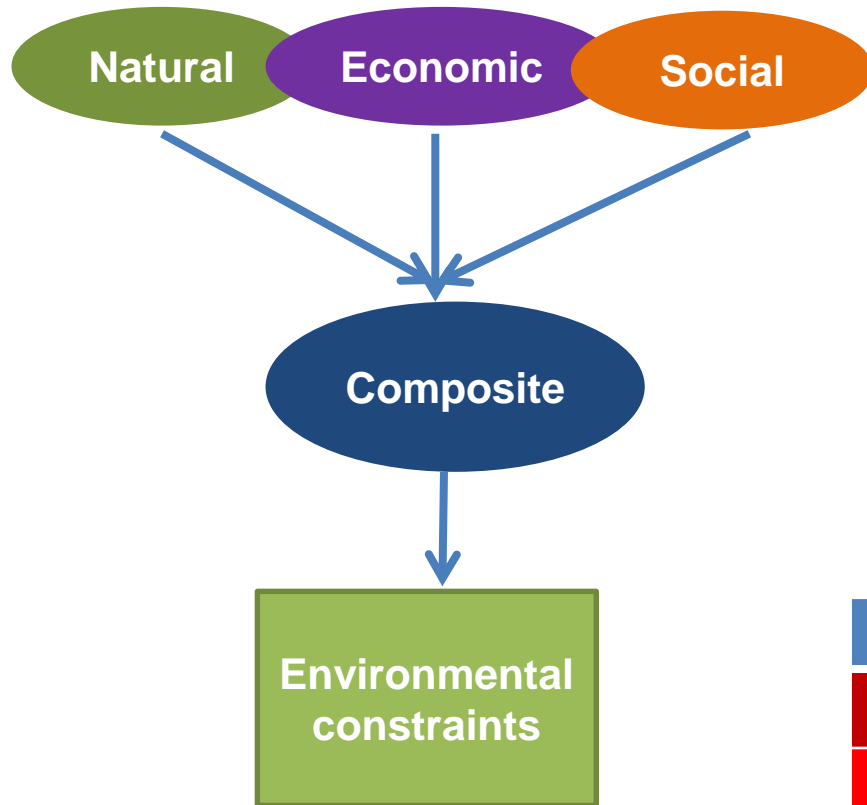 Natural
Economic
Social
Composite
Environmental
constraints